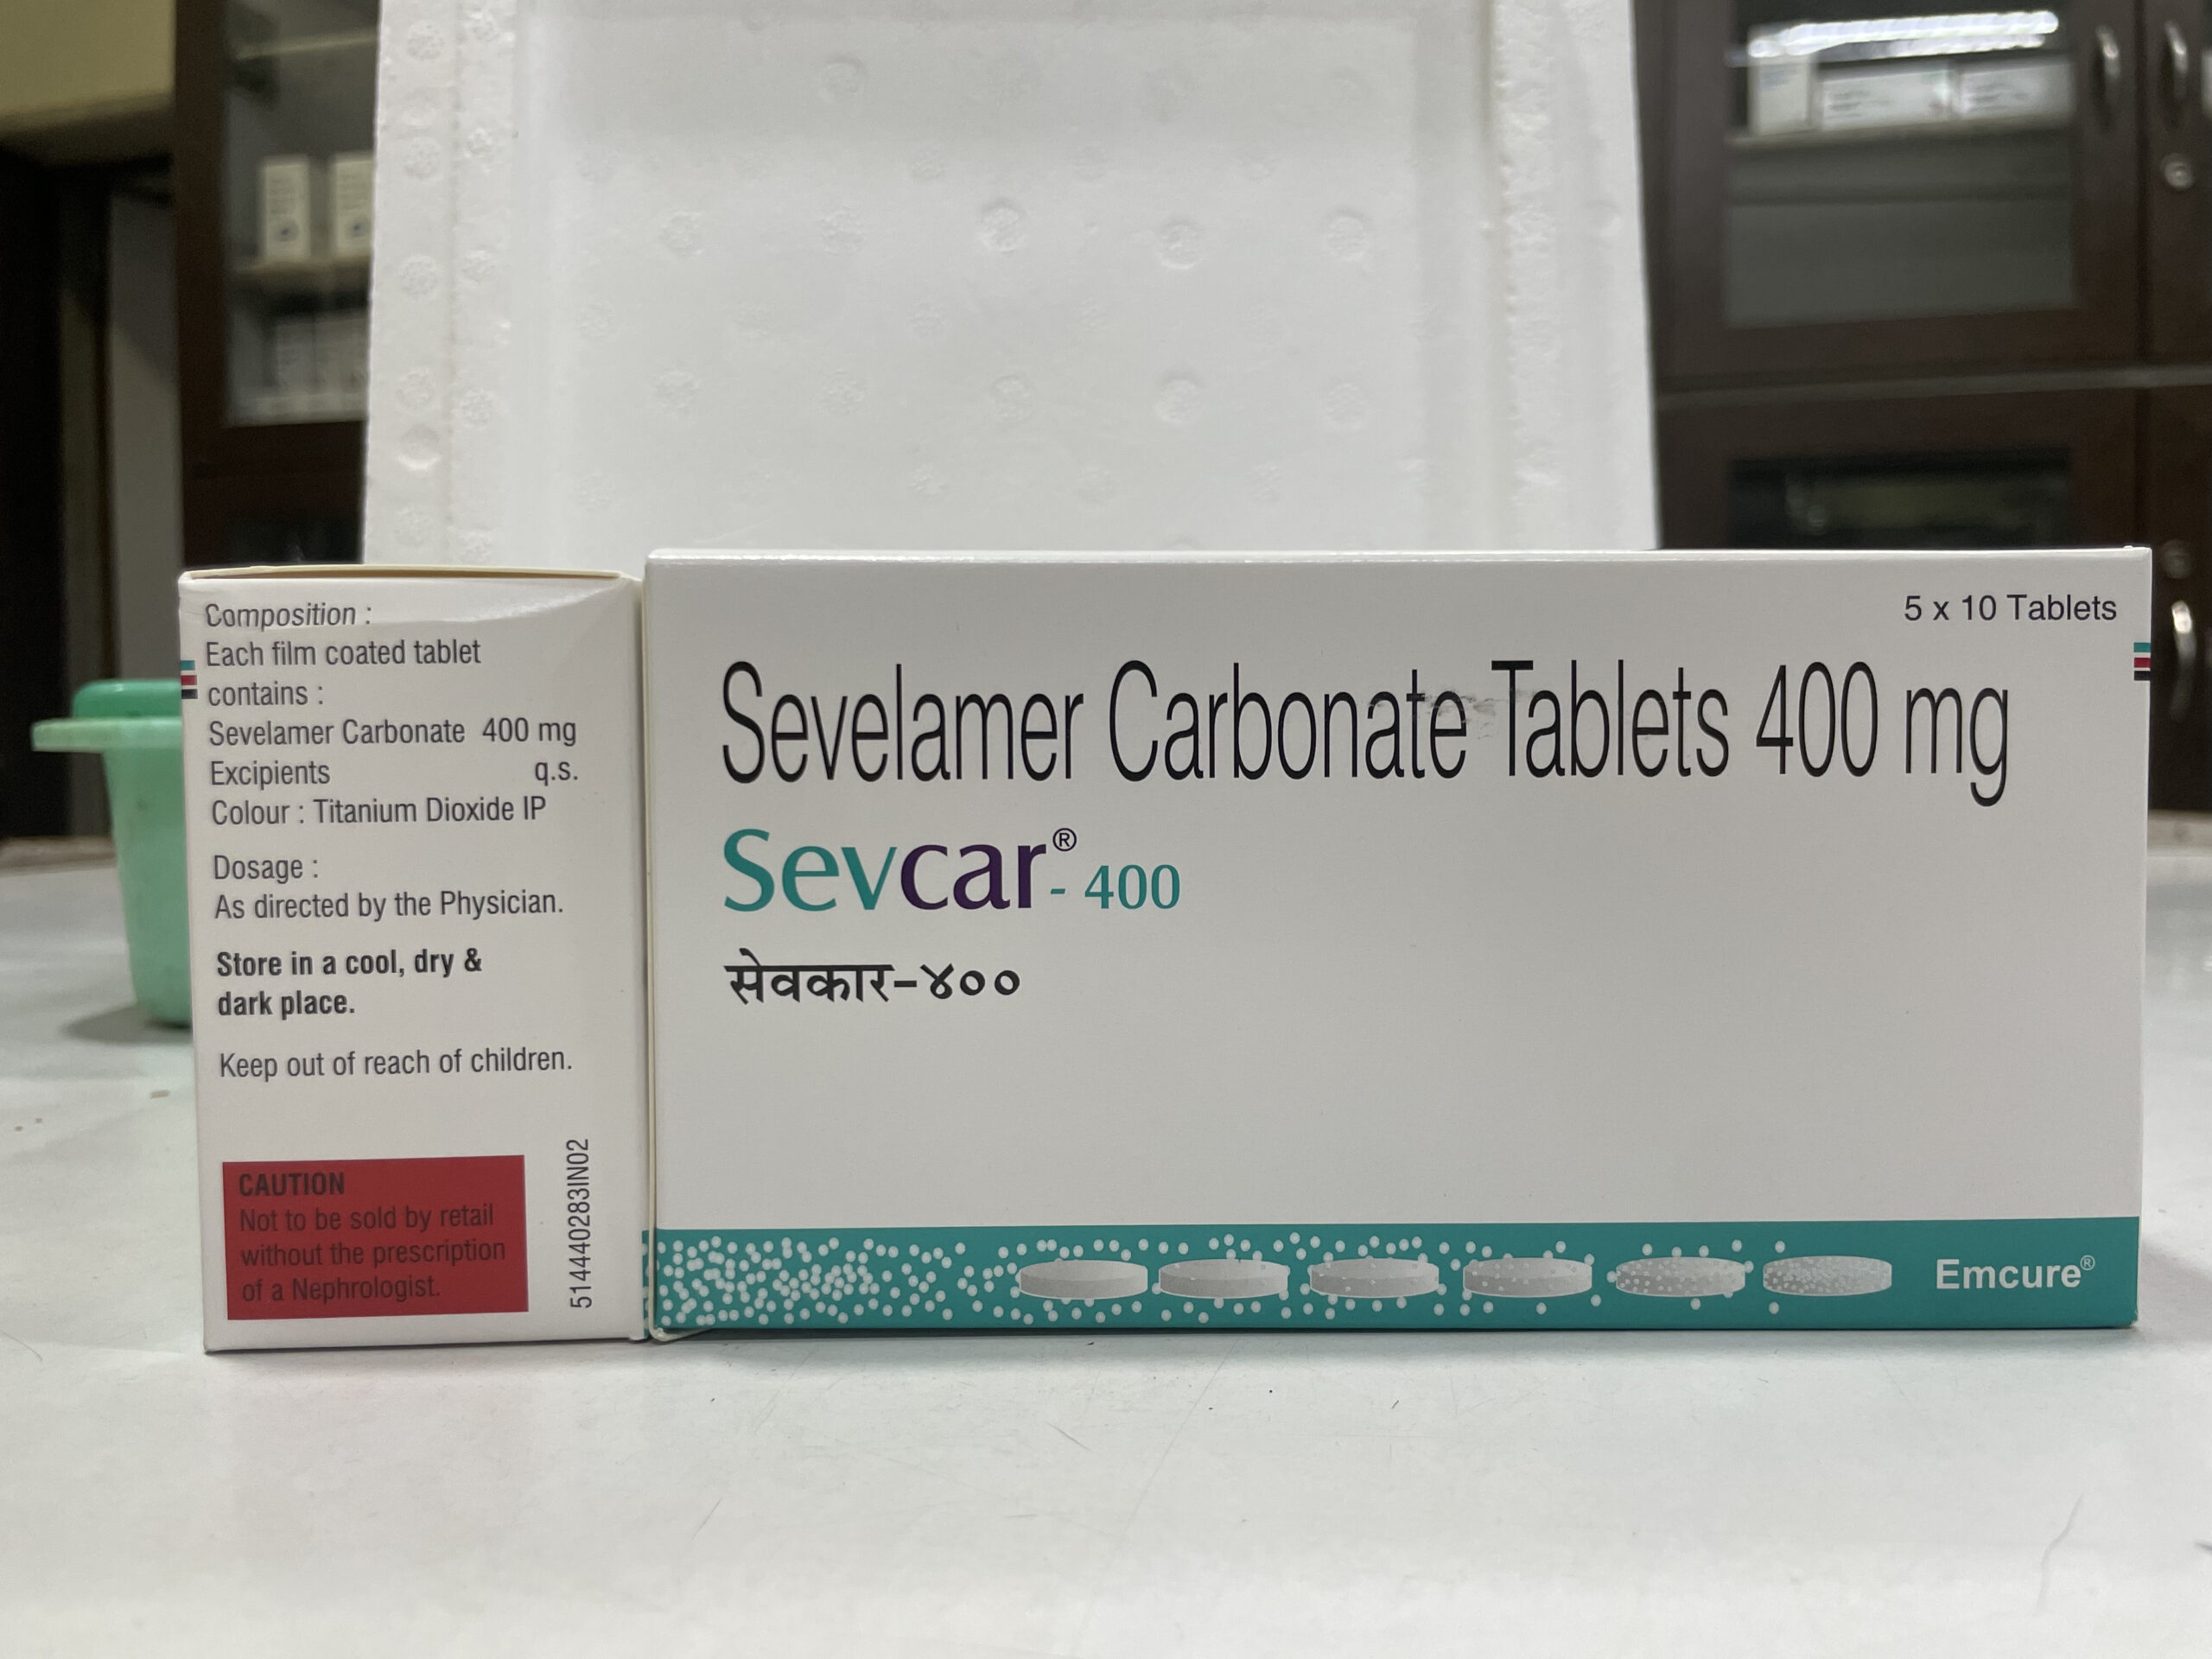 Composition :
Each film coated tablet
contains :
Sevelamer Carbonate 400 mg
Excipients q.s.
Colour : Titanium Dioxide IP
Dosage :
As directed by the Physician.
Store in a cool, dry &
dark place.
Keep out of reach of children.
CAUTION
Not to be sold by retail
without the prescription
of a Nephrologist.
514440283IN02
5 x 10 Tablets
Sevelamer Carbonate Tablets 400 mg
Sevcar®- 400
सेवकार-४००
Emcure®